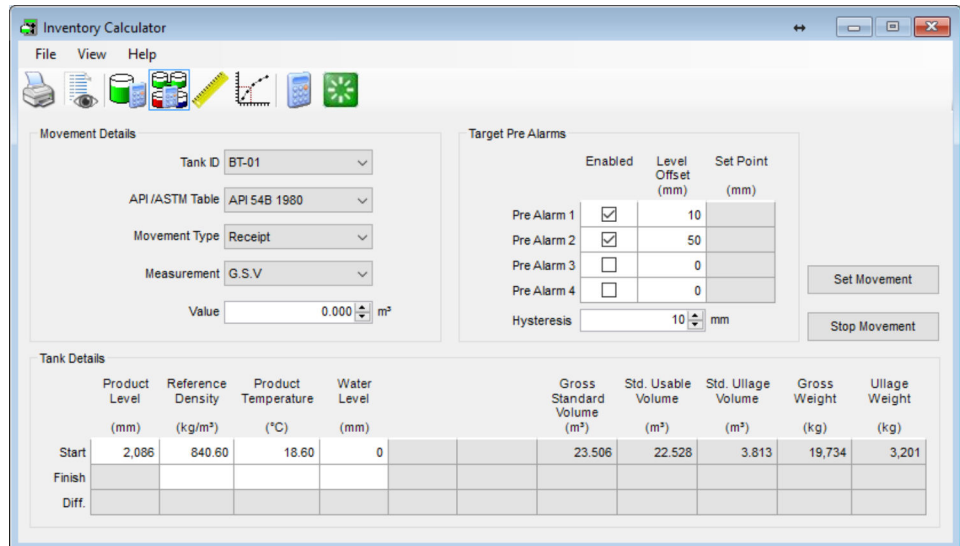 Inventory Calculator
File View Help
Movement Details
Tank ID BT-01
API /ASTM Table API 54B 1980
Movement Type Receipt
Measurement G.S.V
Value 0.000 m³
Target Pre Alarms
Enabled Level Offset (mm) Set Point (mm)
Pre Alarm 1 10
Pre Alarm 2 50
Pre Alarm 3 0
Pre Alarm 4 0
Hysteresis 10 mm
Set Movement
Stop Movement
Tank Details
Product Level (mm) Reference Density (kg/m³) Product Temperature (°C) Water Level (mm) Gross Standard Volume (m³) Std. Usable Volume (m³) Std. Ullage Volume (m³) Gross Weight (kg) Ullage Weight (kg)
Start 2,086 840.60 18.60 0 23.506 22.528 3.813 19,734 3,201
Finish
Diff.